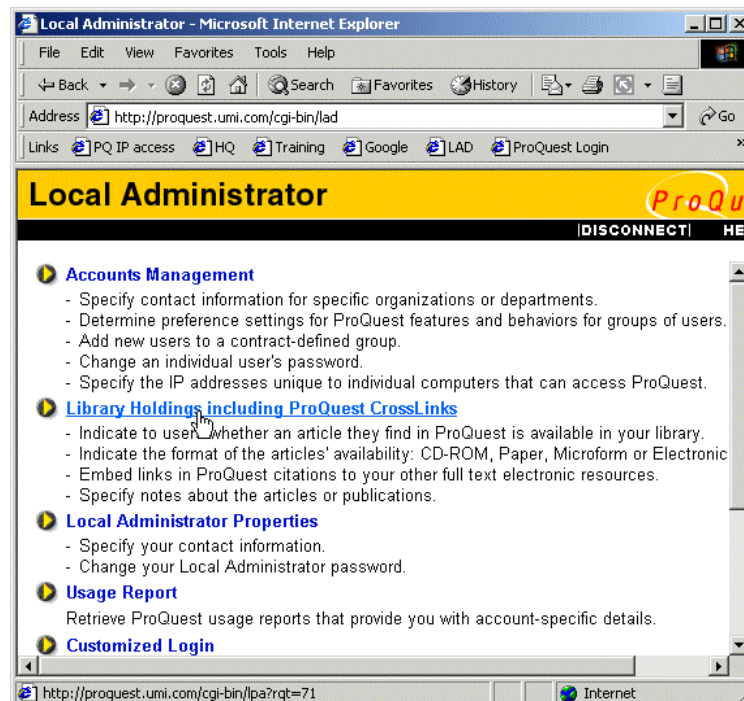 Local Administrator - Microsoft Internet Explorer
File Edit View Favorites Tools Help
Back Search Favorites History
Address http://proquest.umi.com/cgi-bin/lad Go
Links PQ IP access HQ Training Google LAD ProQuest Login »
Local Administrator ProQu
|DISCONNECT| HE
Accounts Management
- Specify contact information for specific organizations or departments.
- Determine preference settings for ProQuest features and behaviors for groups of users.
- Add new users to a contract-defined group.
- Change an individual user's password.
- Specify the IP addresses unique to individual computers that can access ProQuest.
Library Holdings including ProQuest CrossLinks
- Indicate to user whether an article they find in ProQuest is available in your library.
- Indicate the format of the articles' availability: CD-ROM, Paper, Microform or Electronic
- Embed links in ProQuest citations to your other full text electronic resources.
- Specify notes about the articles or publications.
Local Administrator Properties
- Specify your contact information.
- Change your Local Administrator password.
Usage Report
Retrieve ProQuest usage reports that provide you with account-specific details.
Customized Login
http://proquest.umi.com/cgi-bin/lpa?rqt=71 Internet